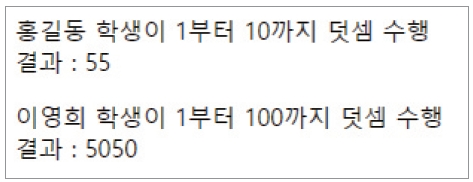 홍길동 학생이 1부터 10까지 덧셈 수행
결과 : 55
이영희 학생이 1부터 100까지 덧셈 수행
결과 : 5050